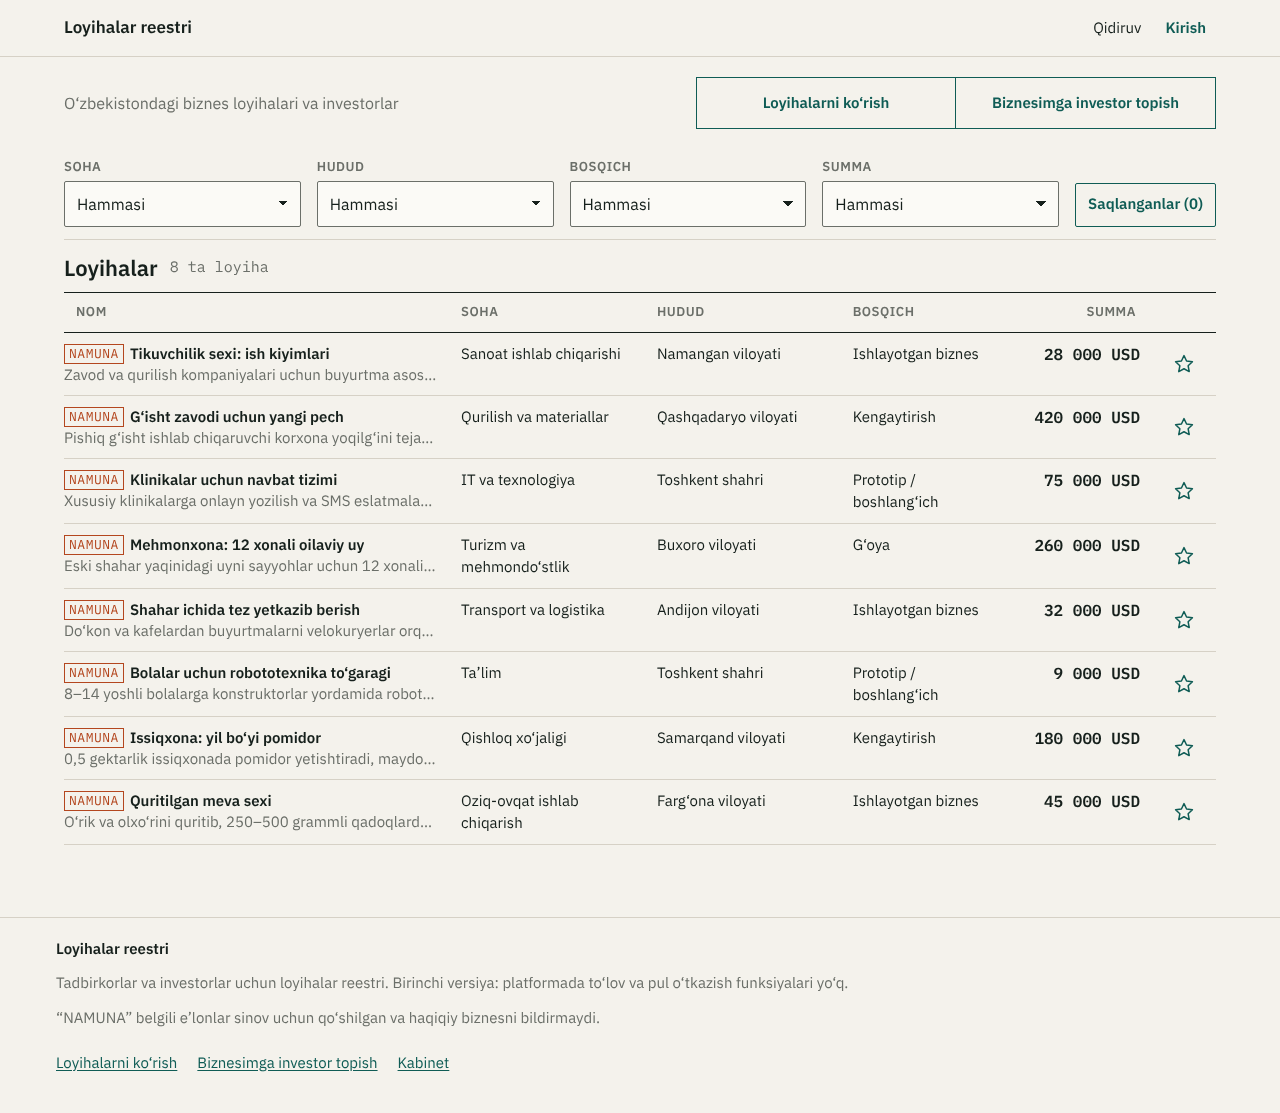 Loyihalar reestri
Qidiruv
Kirish
Oʻzbekistondagi biznes loyihalari va investorlar
Loyihalarni koʻrish
Biznesimga investor topish
SOHA
HUDUD
BOSQICH
SUMMA
Hammasi
Hammasi
Hammasi
Hammasi
Saqlanganlar (0)
Loyihalar 8 ta loyiha
NOM SOHA HUDUD BOSQICH SUMMA
NAMUNA Tikuvchilik sexi: ish kiyimlari
Zavod va qurilish kompaniyalari uchun buyurtma asos...
Sanoat ishlab chiqarishi
Namangan viloyati
Ishlayotgan biznes
28 000 USD
NAMUNA Gʻisht zavodi uchun yangi pech
Pishiq gʻisht ishlab chiqaruvchi korxona yoqilgʻini teja...
Qurilish va materiallar
Qashqadaryo viloyati
Kengaytirish
420 000 USD
NAMUNA Klinikalar uchun navbat tizimi
Xususiy klinikalarga onlayn yozilish va SMS eslatmala...
IT va texnologiya
Toshkent shahri
Prototip /
boshlangʻich
75 000 USD
NAMUNA Mehmonxona: 12 xonali oilaviy uy
Eski shahar yaqinidagi uyni sayyohlar uchun 12 xonali...
Turizm va
mehmondoʻstlik
Buxoro viloyati
Gʻoya
260 000 USD
NAMUNA Shahar ichida tez yetkazib berish
Doʻkon va kafelardan buyurtmalarni velokuryerlar orq...
Transport va logistika
Andijon viloyati
Ishlayotgan biznes
32 000 USD
NAMUNA Bolalar uchun robototexnika toʻgaragi
8–14 yoshli bolalarga konstruktorlar yordamida robot...
Taʼlim
Toshkent shahri
Prototip /
boshlangʻich
9 000 USD
NAMUNA Issiqxona: yil boʻyi pomidor
0,5 gektarlik issiqxonada pomidor yetishtiradi, maydo...
Qishloq xoʻjaligi
Samarqand viloyati
Kengaytirish
180 000 USD
NAMUNA Quritilgan meva sexi
Oʻrik va olxoʻrini quritib, 250–500 grammli qadoqlard...
Oziq-ovqat ishlab
chiqarish
Fargʻona viloyati
Ishlayotgan biznes
45 000 USD
Loyihalar reestri
Tadbirkorlar va investorlar uchun loyihalar reestri. Birinchi versiya: platformada toʻlov va pul oʻtkazish funksiyalari yoʻq.
“NAMUNA” belgili eʼlonlar sinov uchun qoʻshilgan va haqiqiy biznesni bildirmaydi.
Loyihalarni koʻrish Biznesimga investor topish Kabinet